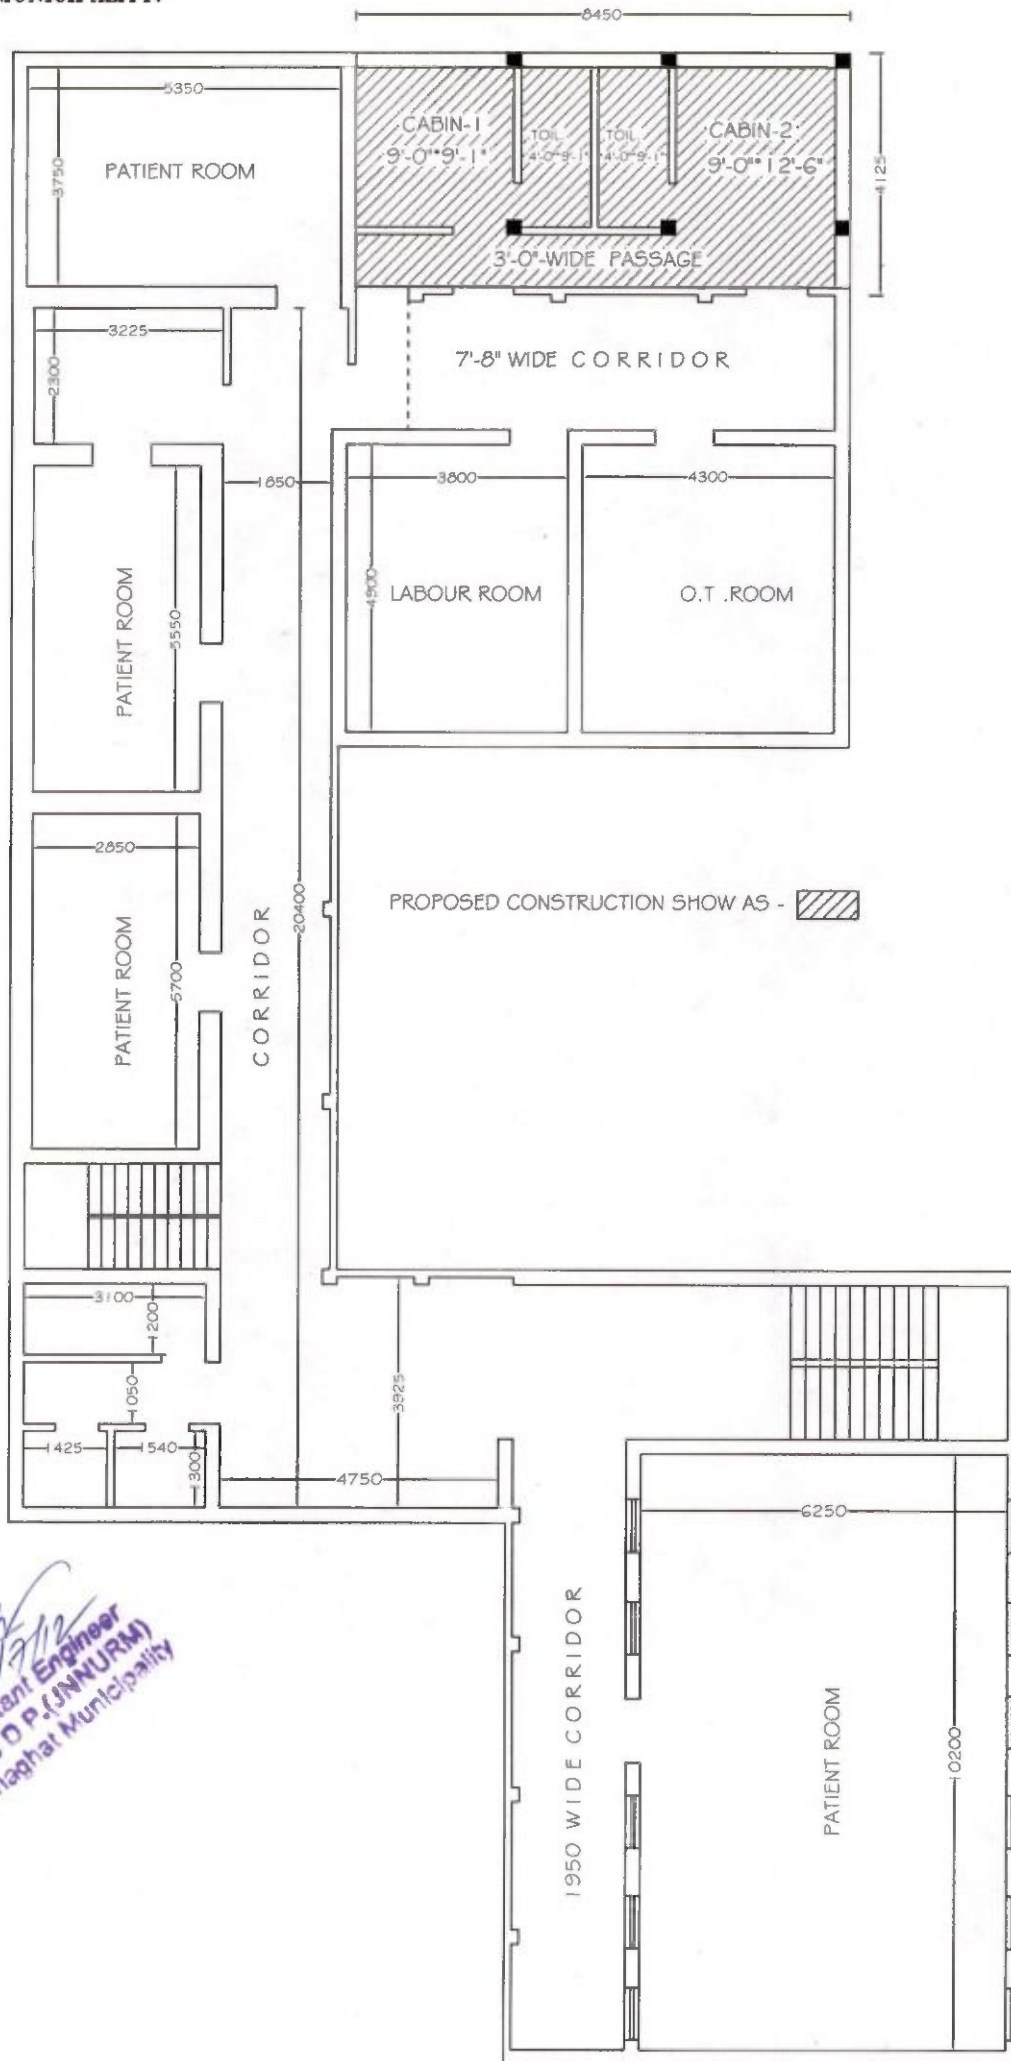 8450
5350
3750
PATIENT ROOM
CABIN-1
9'-0"*9'-1"
TOIL.
4'-0"*9'-1"
TOIL.
4'-0"*9'-1"
CABIN-2
9'-0"*12'-6"
4125
3'-0"-WIDE PASSAGE
3225
2300
7'-8" WIDE CORRIDOR
1850
3800
4300
4900
LABOUR ROOM
O.T .ROOM
PATIENT ROOM
5550
2850
PATIENT ROOM
5700
CORRIDOR
20400
PROPOSED CONSTRUCTION SHOW AS -
3100
1200
1050
1425
1540
1300
3925
4750
6250
1950 WIDE CORRIDOR
PATIENT ROOM
10200
Engineer
D P.(JNNURM)
Municipality